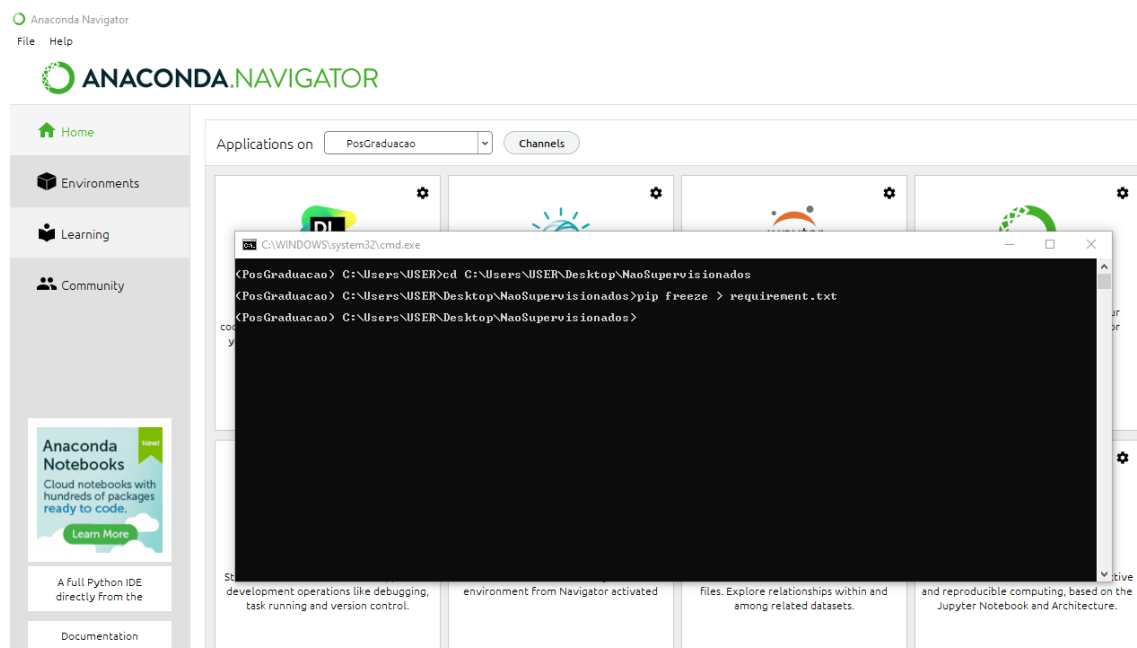 Anaconda Navigator
File Help
ANACONDA.NAVIGATOR
Home
Environments
Learning
Community
Applications on PosGraduacao Channels
C:\WINDOWS\system32\cmd.exe
(PosGraduacao) C:\Users\USER>cd C:\Users\USER\Desktop\NaoSupervisionados
(PosGraduacao) C:\Users\USER\Desktop\NaoSupervisionados>pip freeze > requirement.txt
(PosGraduacao) C:\Users\USER\Desktop\NaoSupervisionados>
Anaconda
Notebooks
New!
Cloud notebooks with
hundreds of packages
ready to code.
Learn More
A full Python IDE
directly from the
Documentation
development operations like debugging,
task running and version control.
environment from Navigator activated
files. Explore relationships within and
among related datasets.
and reproducible computing, based on the
Jupyter Notebook and Architecture.